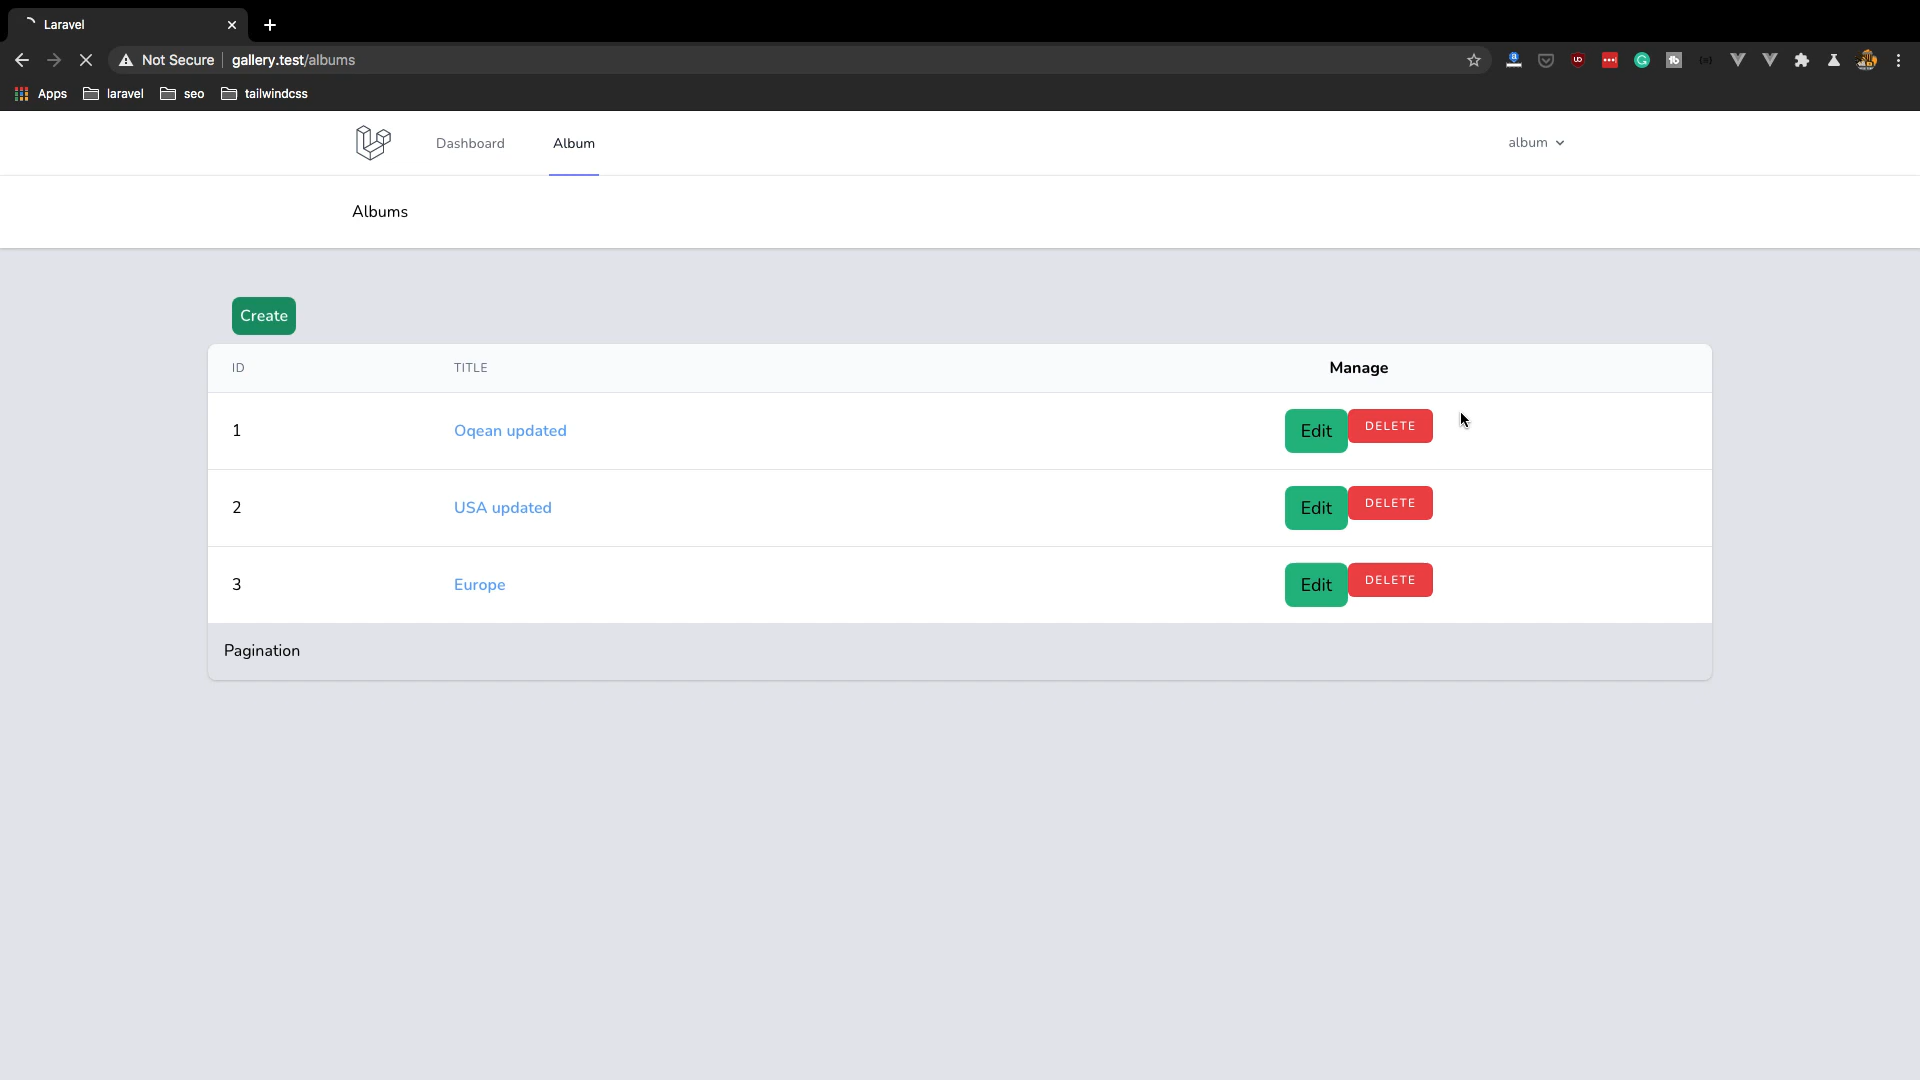 Laravel
Not Secure gallery.test/albums
Apps laravel seo tailwindcss
Dashboard Album album
Albums
Create
ID TITLE Manage
1 Oqean updated Edit DELETE
2 USA updated Edit DELETE
3 Europe Edit DELETE
Pagination